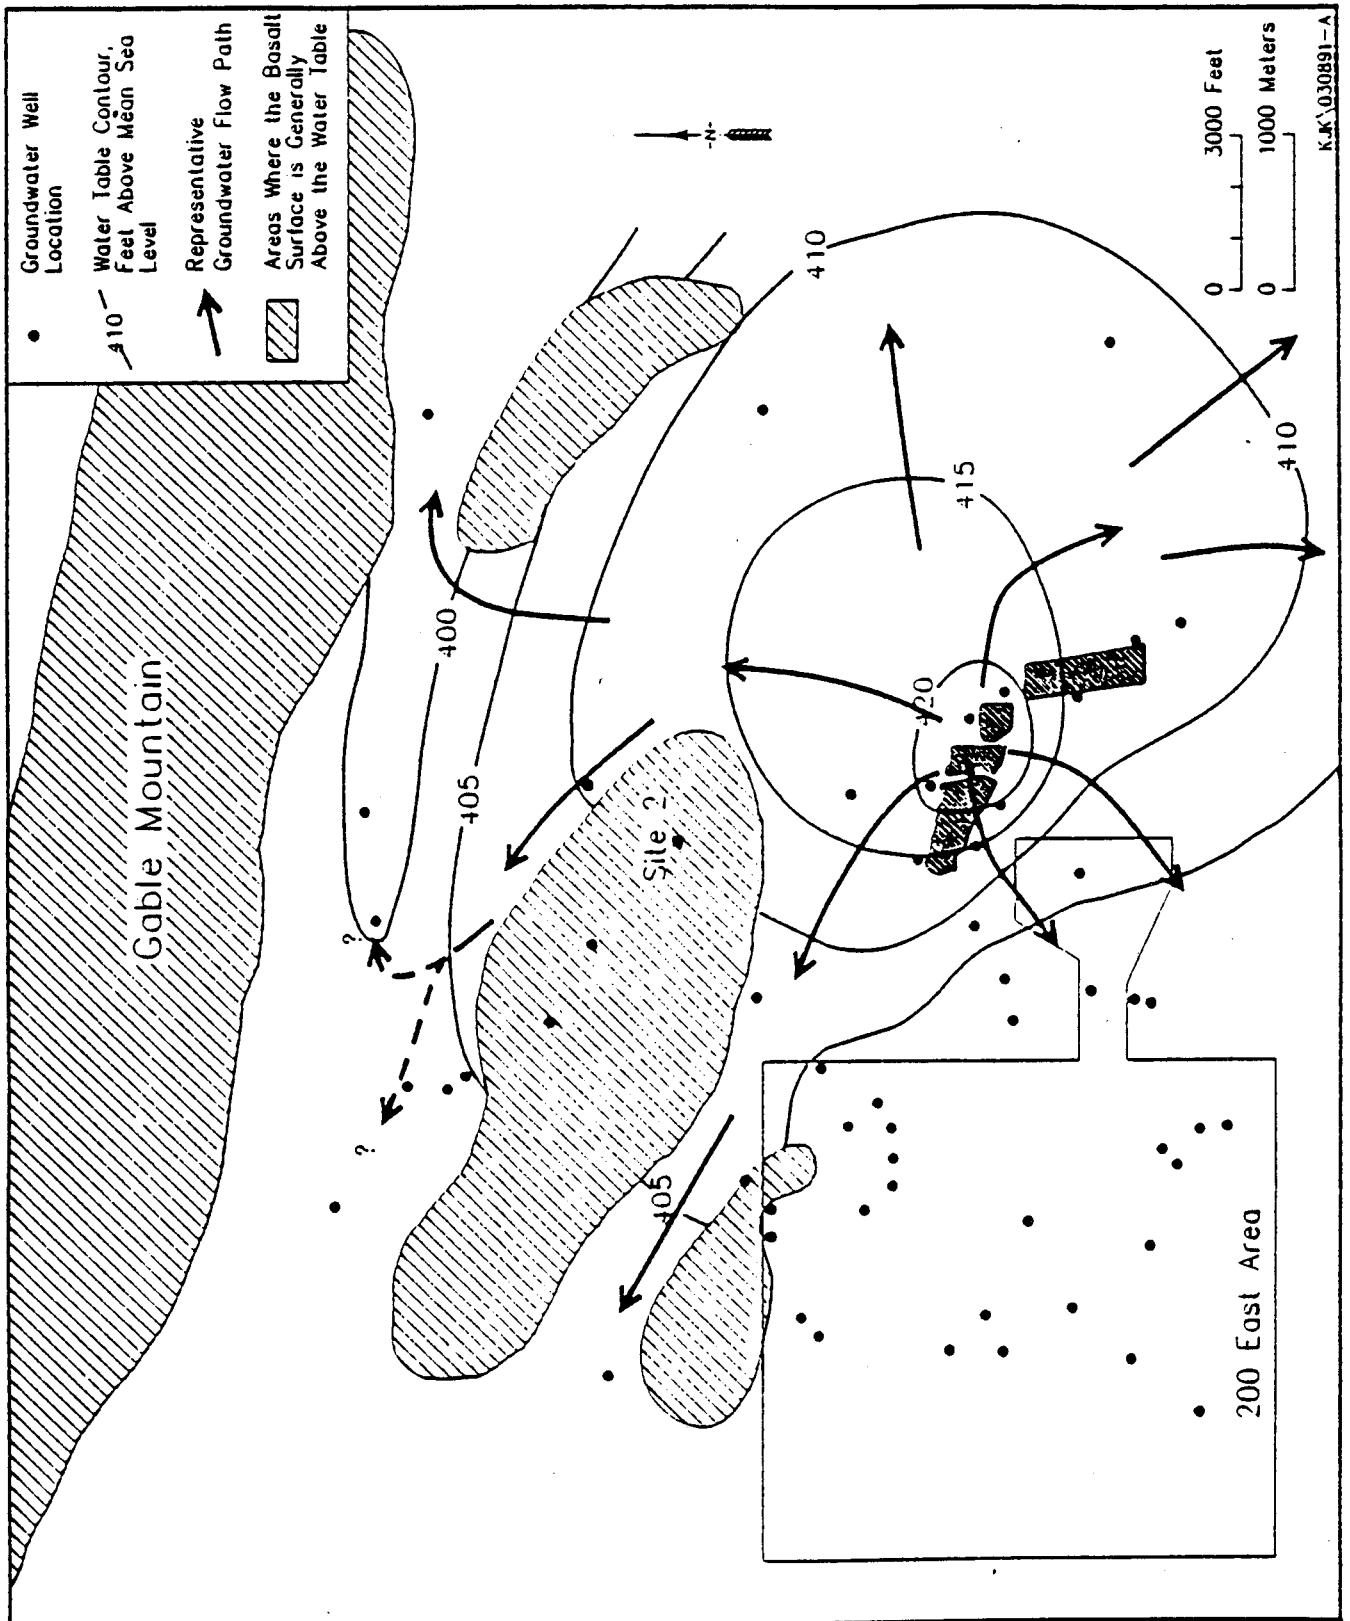 Groundwater Well
Location
410
Water Table Contour,
Feet Above Mean Sea
Level
Representative
Groundwater Flow Path
Areas Where the Basalt
Surface is Generally
Above the Water Table
Gable Mountain
-N-
400
405
410
?
?
Site 2
405
415
420
410
200 East Area
0 3000 Feet
0 1000 Meters
KJK\030891-A